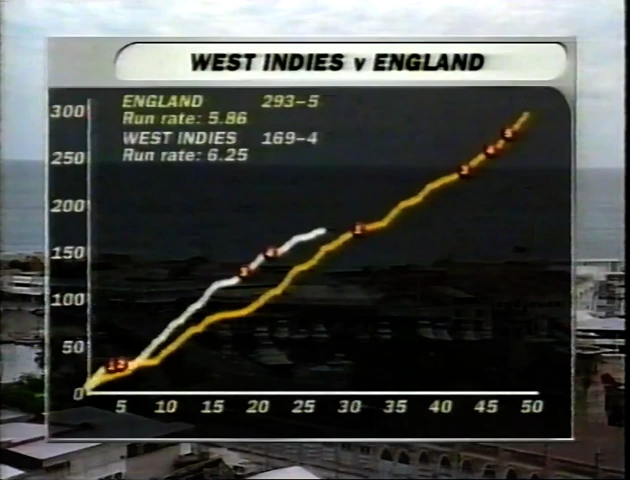 WEST INDIES v ENGLAND
ENGLAND 293-5
Run rate: 5.86
WEST INDIES 169-4
Run rate: 6.25
300
250
200
150
100
50
0
5 10 15 20 25 30 35 40 45 50